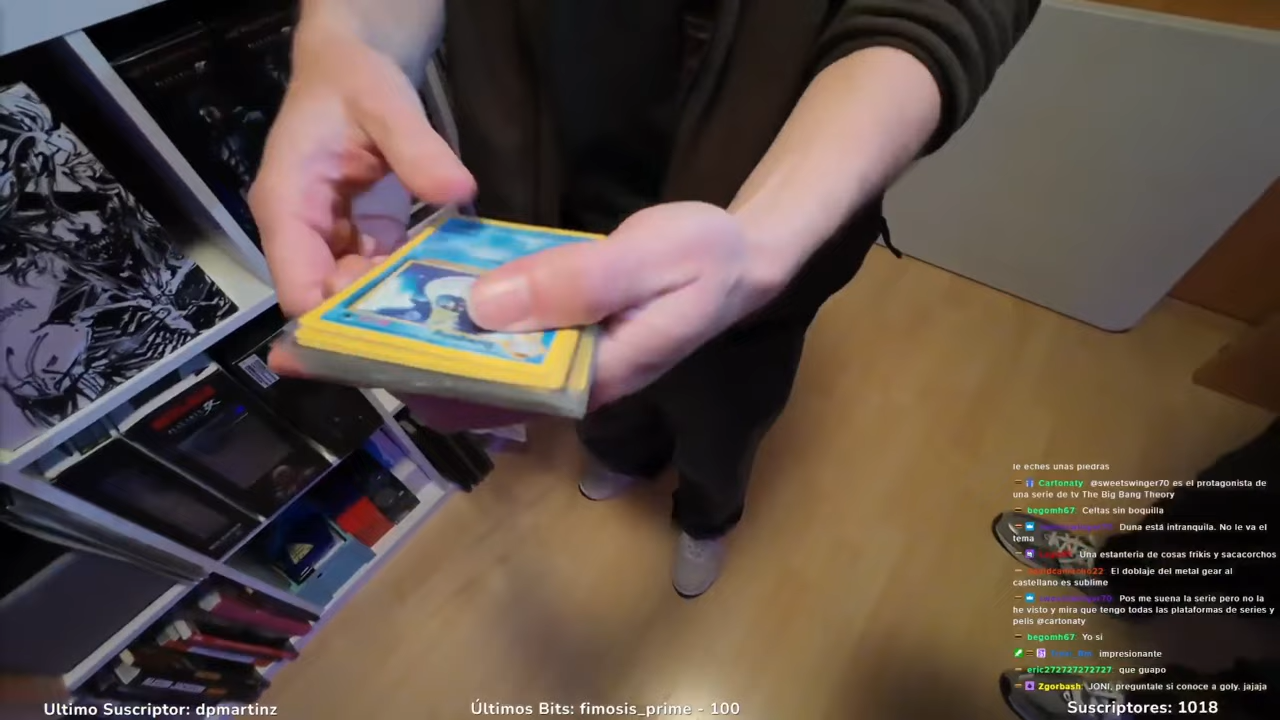 le eches unas piedras
Cartonaty @sweetswinger70 es el protagonista de
una serie de tv The Big Bang Theory
begomh67: Celtas sin boquilla
Duna está intranquila. No le va el
tema
Una estanteria de cosas frikis y sacacorchos
El doblaje del metal gear al
castellano es sublime
Pos me suena la serie pero no la
he visto y mira que tengo todas las plataformas de series y
pelis @cartonaty
begomh67: Yo si
impresionante
eric272727272727: que guapo
Zgorbash: JONI, preguntale si conoce a goly. jajaja
Ultimo Suscriptor: dpmartinz
Últimos Bits: fimosis_prime - 100
Suscriptores: 1018